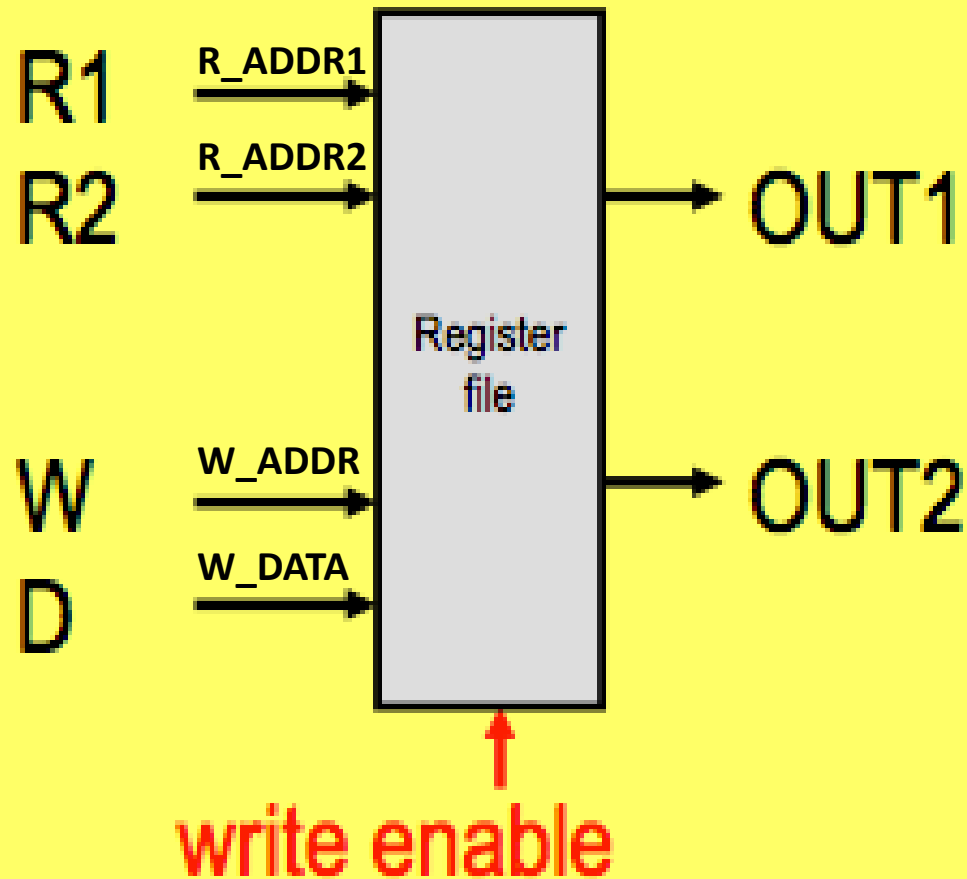 R1
R_ADDR1
R2
R_ADDR2
OUT1
Register
file
W
W_ADDR
OUT2
D
W_DATA
write enable